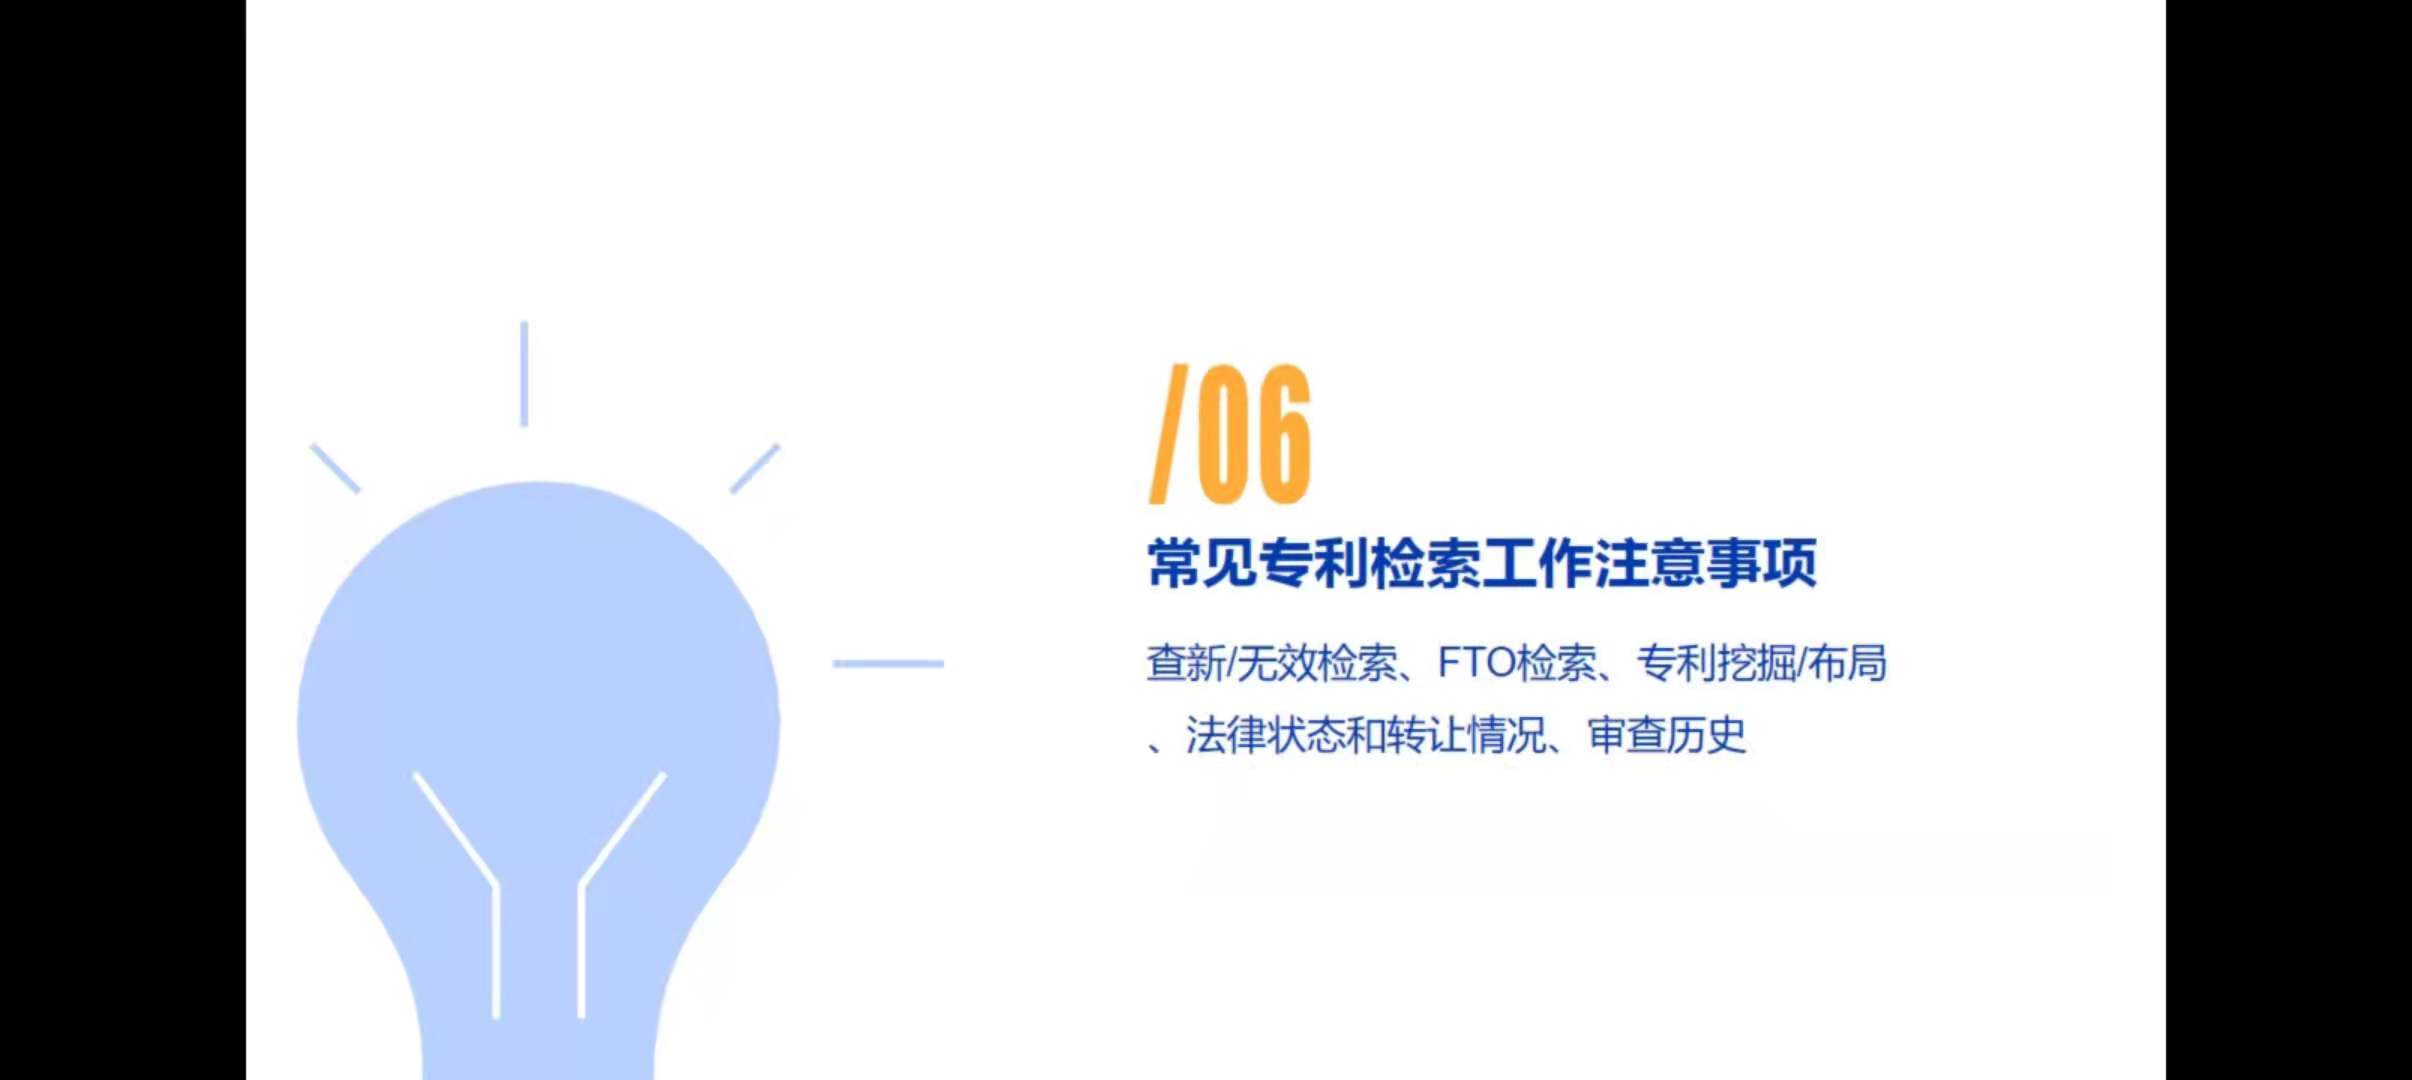 /06
常见专利检索工作注意事项
查新/无效检索、FTO检索、专利挖掘/布局
、法律状态和转让情况、审查历史